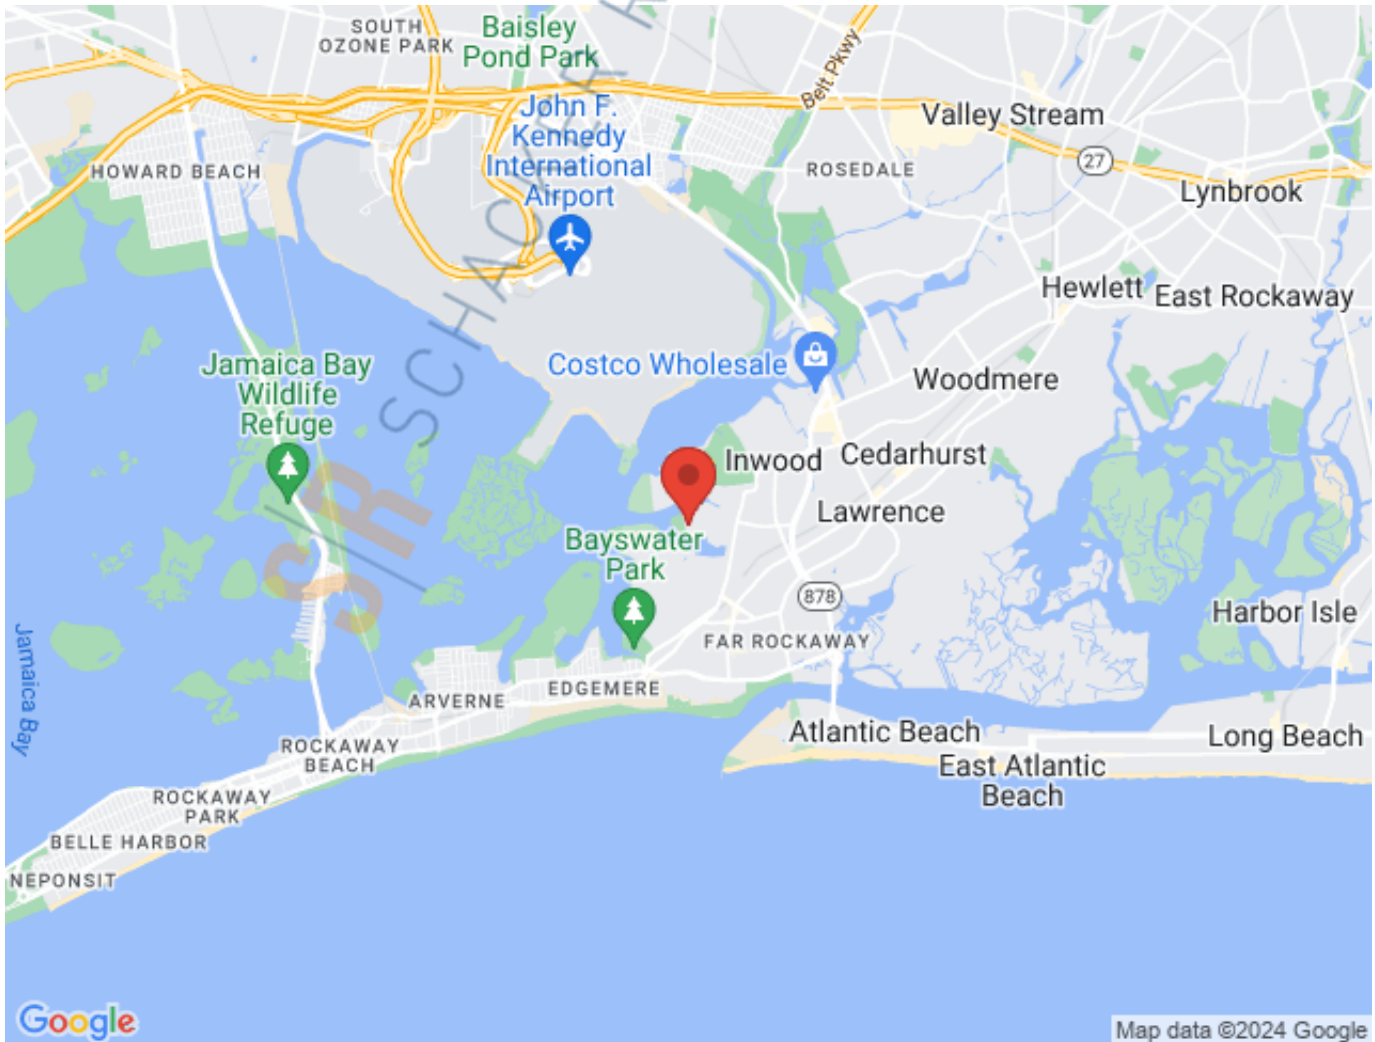 SOUTH
OZONE PARK
Baisley
Pond Park
Belt Pkwy
John F.
Kennedy
International
Airport
Valley Stream
27
HOWARD BEACH
ROSEDALE
Lynbrook
Hewlett
East Rockaway
Jamaica Bay
Wildlife
Refuge
Costco Wholesale
Woodmere
Inwood
Cedarhurst
Lawrence
Bayswater
Park
878
Harbor Isle
FAR ROCKAWAY
Jamaica Bay
EDGEMERE
ARVERNE
Atlantic Beach
Long Beach
ROCKAWAY
BEACH
East Atlantic
Beach
ROCKAWAY
PARK
BELLE HARBOR
NEPONSIT
SR SCHAOVER R
Google
Map data ©2024 Google